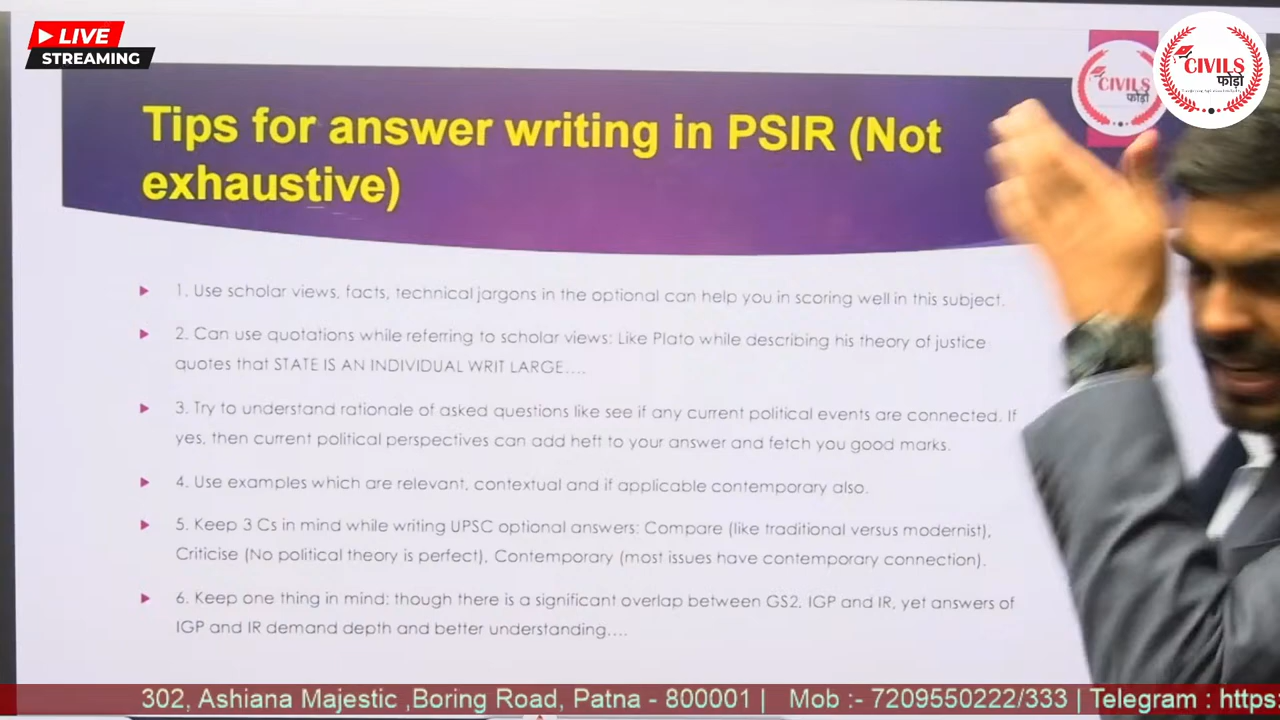 LIVE
STREAMING
CIVILS
फोड़ो
CIVILS
फोड़ो
Tips for answer writing in PSIR (Not
exhaustive)
1. Use scholar views, facts, technical jargons in the optional can help you in scoring well in this subject.
2. Can use quotations while referring to scholar views: Like Plato while describing his theory of justice
quotes that STATE IS AN INDIVIDUAL WRIT LARGE....
3. Try to understand rationale of asked questions like see if any current political events are connected. If
yes, then current political perspectives can add heft to your answer and fetch you good marks.
4. Use examples which are relevant, contextual and if applicable contemporary also.
5. Keep 3 Cs in mind while writing UPSC optional answers: Compare (like traditional versus modernist),
Criticise (No political theory is perfect), Contemporary (most issues have contemporary connection).
6. Keep one thing in mind: though there is a significant overlap between GS2, IGP and IR, yet answers of
IGP and IR demand depth and better understanding....
302, Ashiana Majestic ,Boring Road, Patna - 800001 | Mob :- 7209550222/333 | Telegram : https: